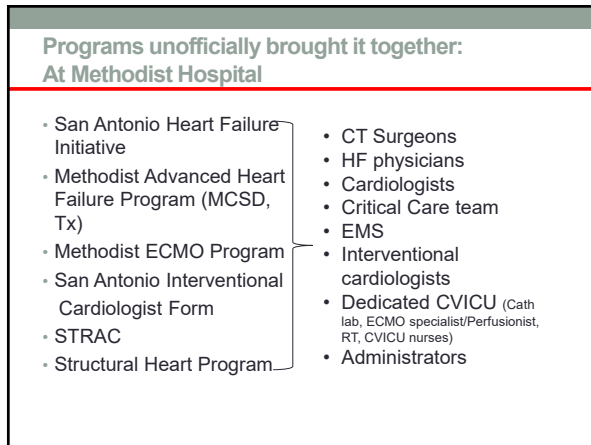 Programs unofficially brought it together:
At Methodist Hospital
• San Antonio Heart Failure
Initiative
• Methodist Advanced Heart
Failure Program (MCSD,
Tx)
• Methodist ECMO Program
• San Antonio Interventional
Cardiologist Form
• STRAC
• Structural Heart Program
• CT Surgeons
• HF physicians
• Cardiologists
• Critical Care team
• EMS
• Interventional
cardiologists
• Dedicated CVICU (Cath
lab, ECMO specialist/Perfusionist,
RT, CVICU nurses)
• Administrators